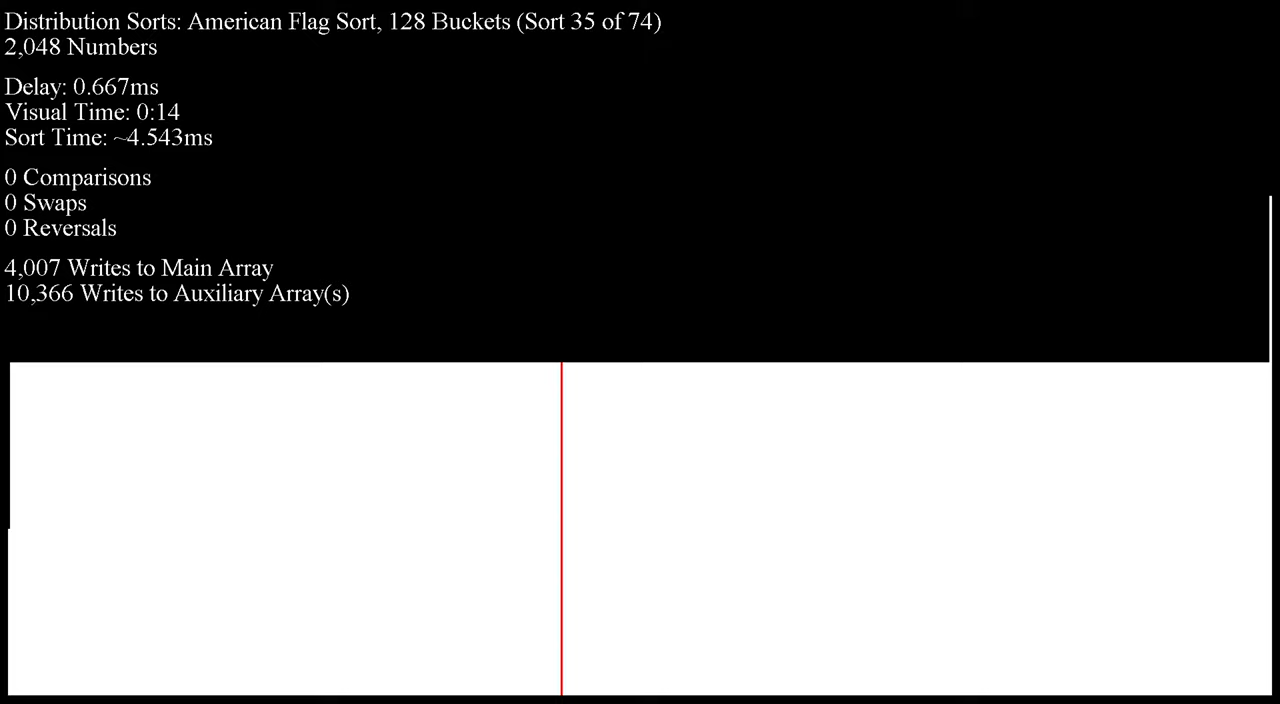 Distribution Sorts: American Flag Sort, 128 Buckets (Sort 35 of 74)
2,048 Numbers
Delay: 0.667ms
Visual Time: 0:14
Sort Time: ~4.543ms
0 Comparisons
0 Swaps
0 Reversals
4,007 Writes to Main Array
10,366 Writes to Auxiliary Array(s)